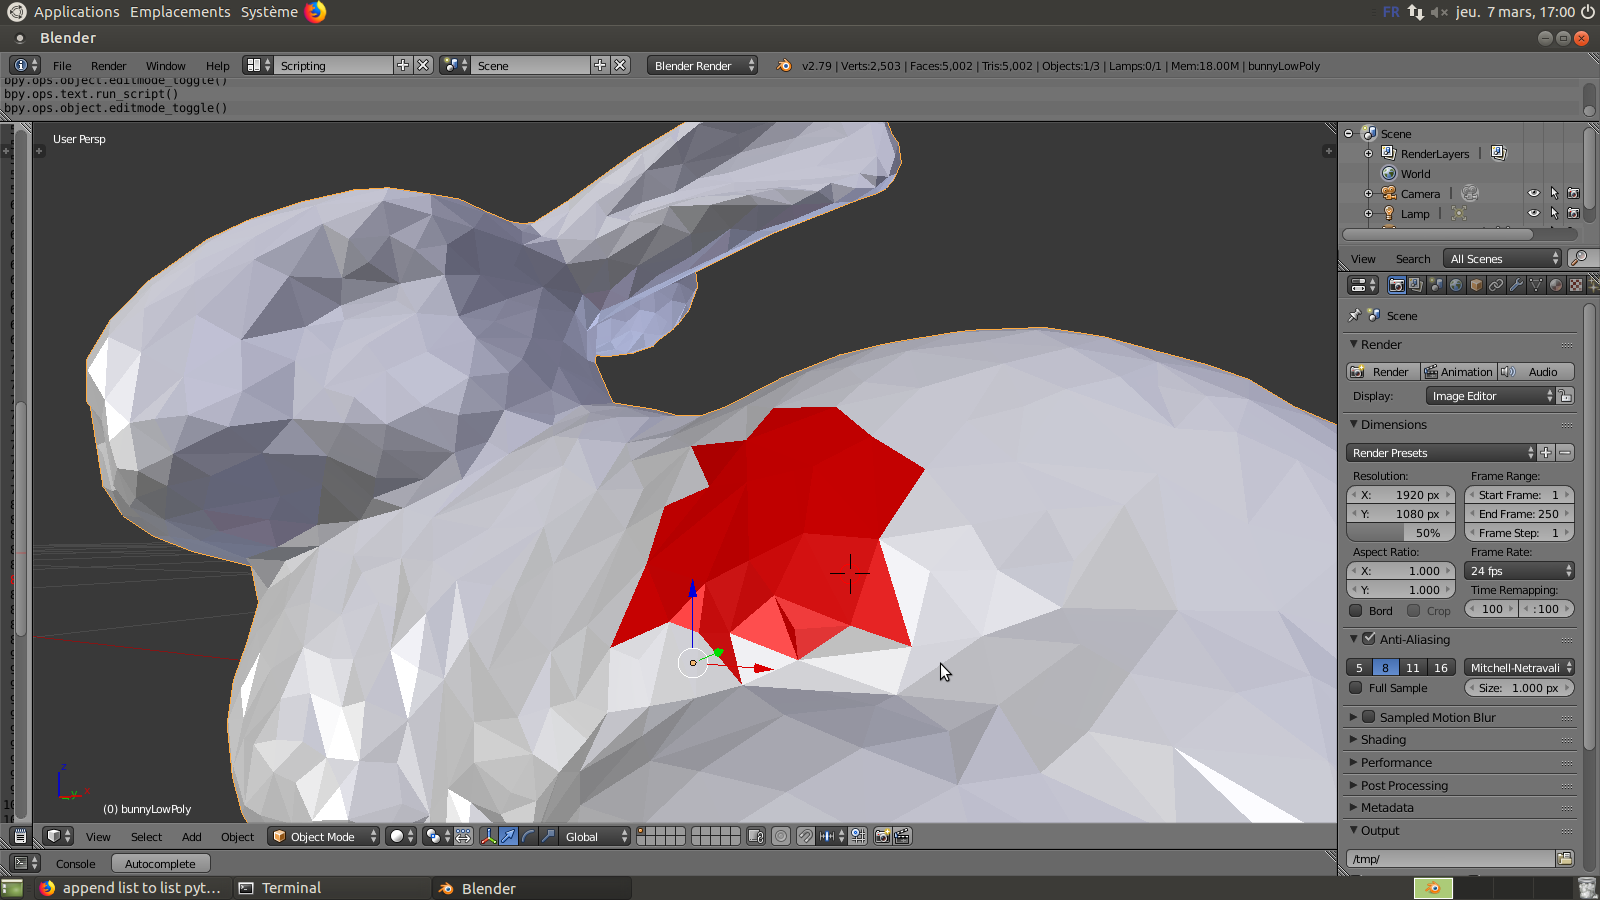 Applications Emplacements Système FR jeu. 7 mars, 17:00
Blender
File Render Window Help Scripting Scene Blender Render v2.79 | Verts:2,503 | Faces:5,002 | Tris:5,002 | Objects:1/3 | Lamps:0/1 | Mem:18.00M | bunnyLowPoly
bpy.ops.object.editmode_toggle()
bpy.ops.text.run_script()
bpy.ops.object.editmode_toggle()
User Persp
Scene
RenderLayers
World
Camera
Lamp
View Search All Scenes
Scene
Render
Render Animation Audio
Display: Image Editor
Dimensions
Render Presets
Resolution: Frame Range:
X: 1920 px Start Frame: 1
Y: 1080 px End Frame: 250
50% Frame Step: 1
Aspect Ratio: Frame Rate:
X: 1.000 24 fps
Y: 1.000 Time Remapping:
Bord Crop 100 :100
Anti-Aliasing
5 8 11 16 Mitchell-Netravali
Full Sample Size: 1.000 px
Sampled Motion Blur
Shading
Performance
Post Processing
Metadata
Output
/tmp/
z
y
x
(0) bunnyLowPoly
View Select Add Object Object Mode Global
Console Autocomplete
append list to list pyt... Terminal Blender